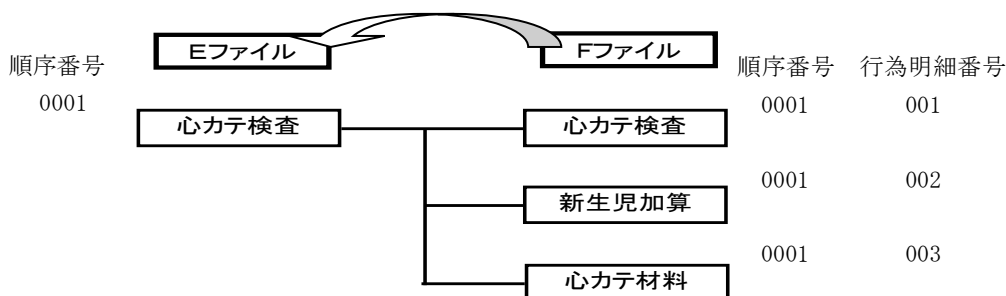 Eファイル Fファイル
順序番号 順序番号 行為明細番号
0001 0001 001
心カテ検査 心カテ検査
0001 002
新生児加算
0001 003
心カテ材料